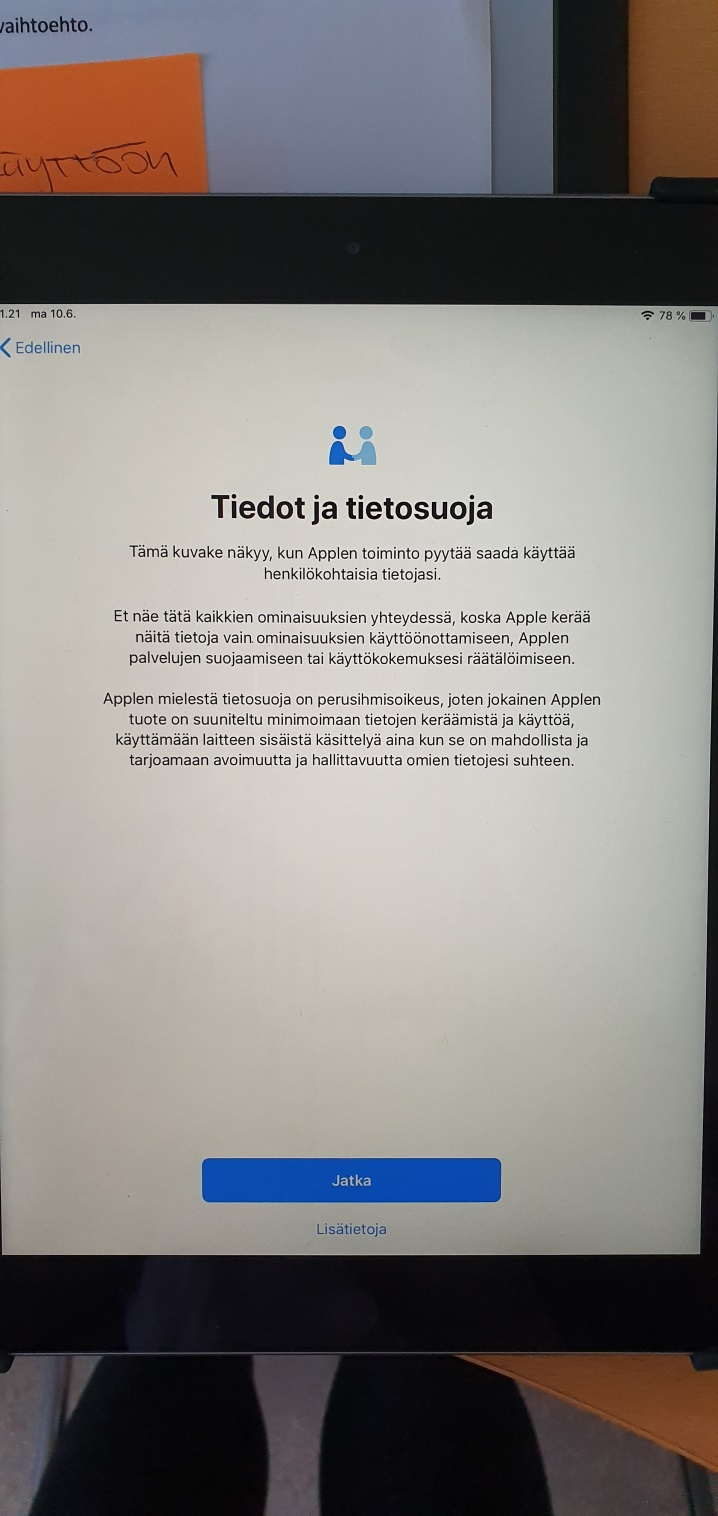 vaihtoehto.
käyttöön
1.21 ma 10.6.
78 %
Edellinen
Tiedot ja tietosuoja
Tämä kuvake näkyy, kun Applen toiminto pyytää saada käyttää
henkilökohtaisia tietojasi.
Et näe tätä kaikkien ominaisuuksien yhteydessä, koska Apple kerää
näitä tietoja vain ominaisuuksien käyttöönottamiseen, Applen
palvelujen suojaamiseen tai käyttökokemuksesi räätälöimiseen.
Applen mielestä tietosuoja on perusihmisoikeus, joten jokainen Applen
tuote on suuniteltu minimoimaan tietojen keräämistä ja käyttöä,
käyttämään laitteen sisäistä käsittelyä aina kun se on mahdollista ja
tarjoamaan avoimuutta ja hallittavuutta omien tietojesi suhteen.
Jatka
Lisätietoja